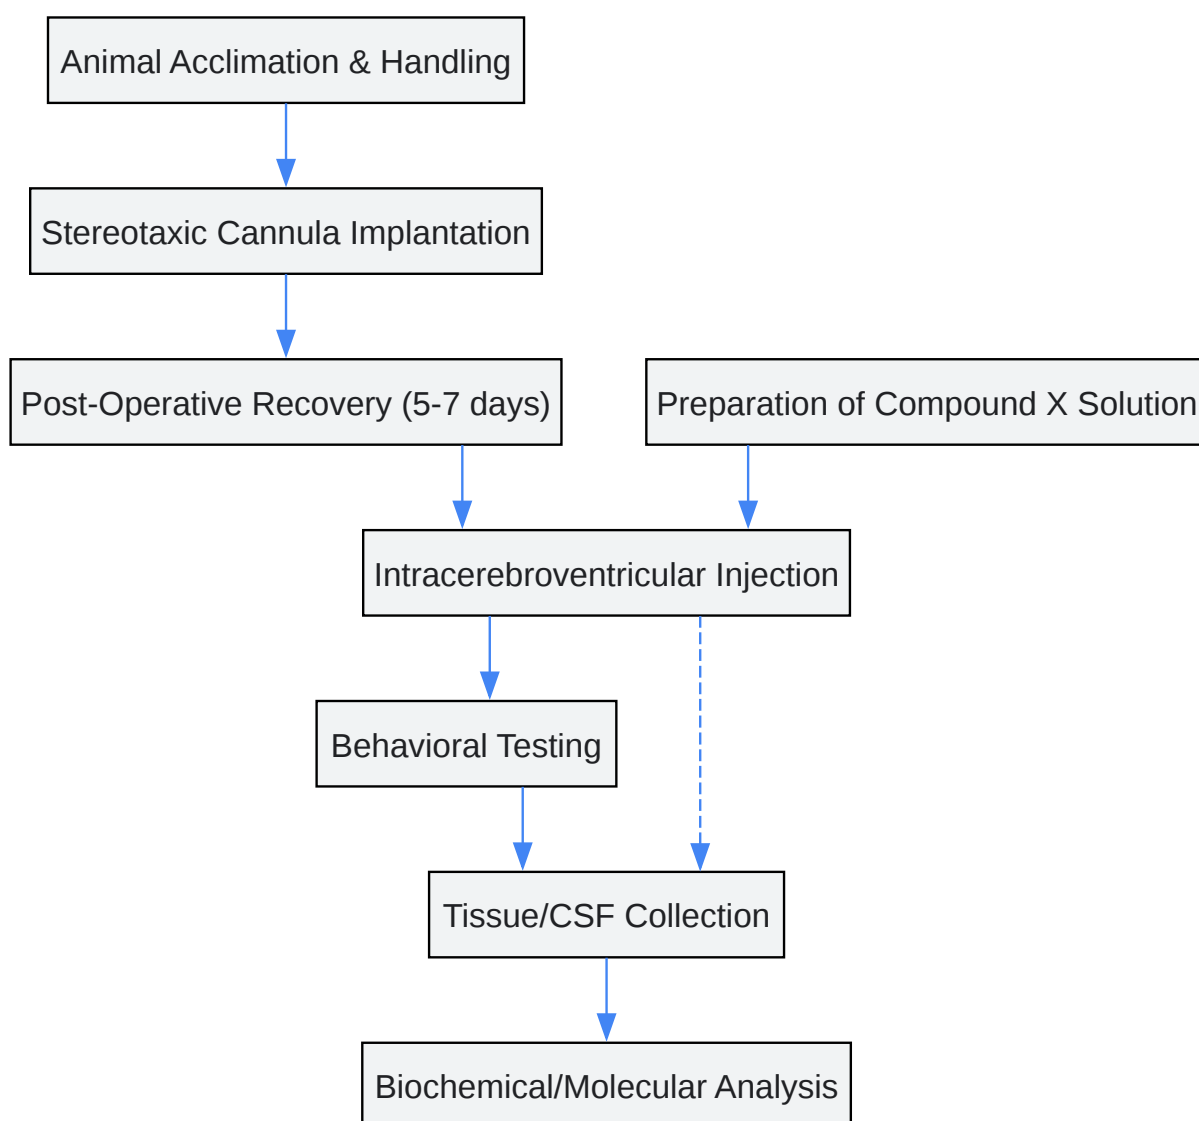 Animal Acclimation & Handling
Stereotaxic Cannula Implantation
Post-Operative Recovery (5-7 days)
Preparation of Compound X Solution
Intracerebroventricular Injection
Behavioral Testing
Tissue/CSF Collection
Biochemical/Molecular Analysis